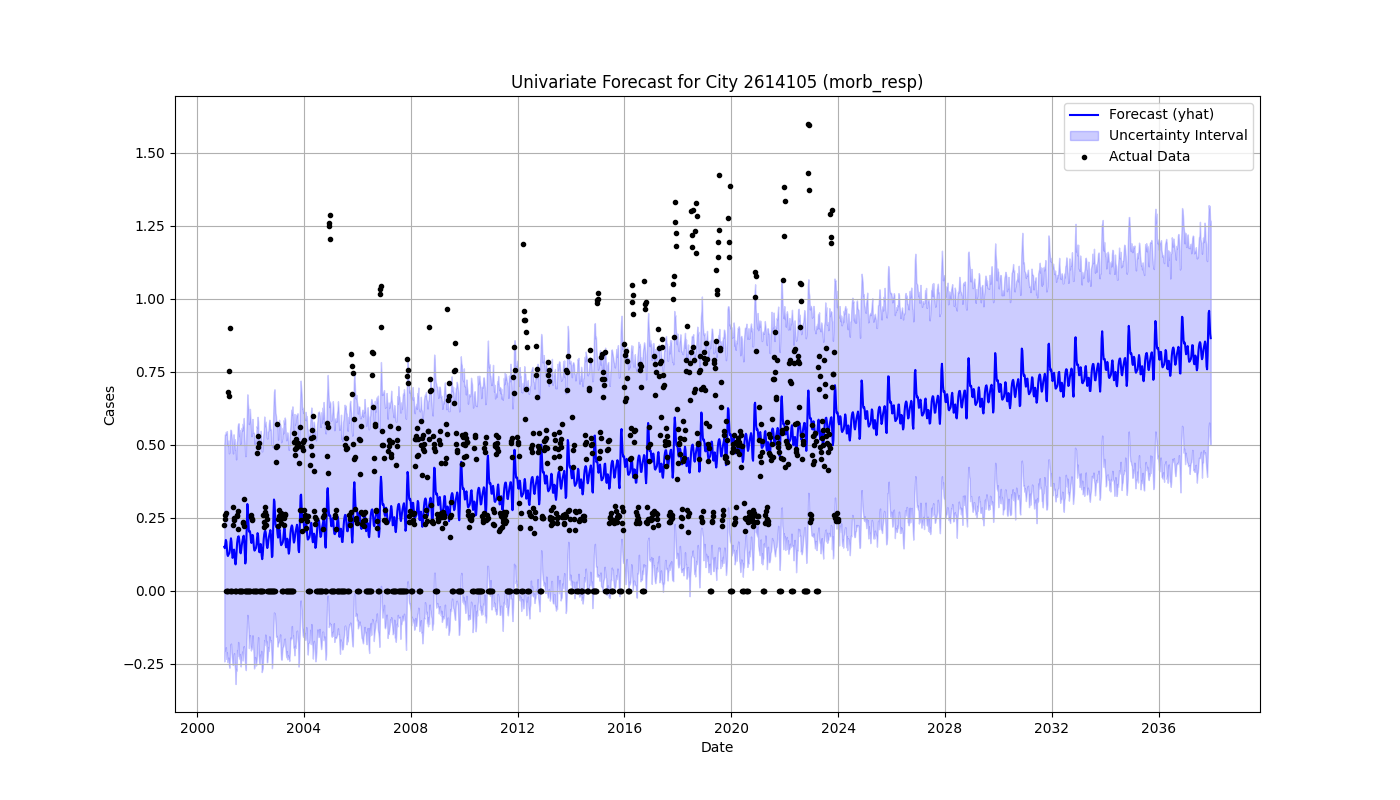 Univariate Forecast for City 2614105 (morb_resp)
Forecast (yhat)
Uncertainty Interval
Actual Data
Cases
1.50
1.25
1.00
0.75
0.50
0.25
0.00
−0.25
2000 2004 2008 2012 2016 2020 2024 2028 2032 2036
Date